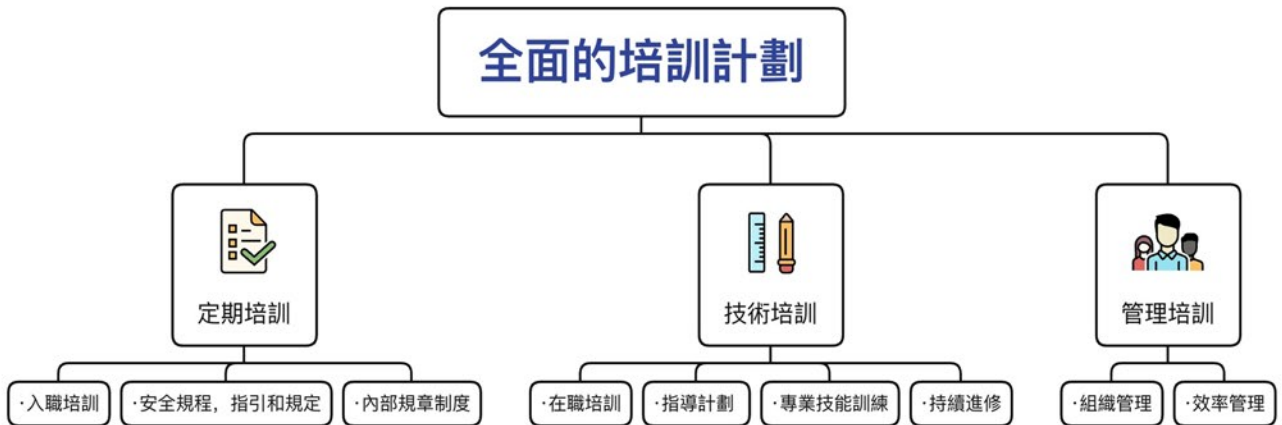 全面的培訓計劃
定期培訓
技術培訓
管理培訓
·入職培訓
·安全規程，指引和規定
·內部規章制度
·在職培訓
·指導計劃
·專業技能訓練
·持續進修
·組織管理
·效率管理